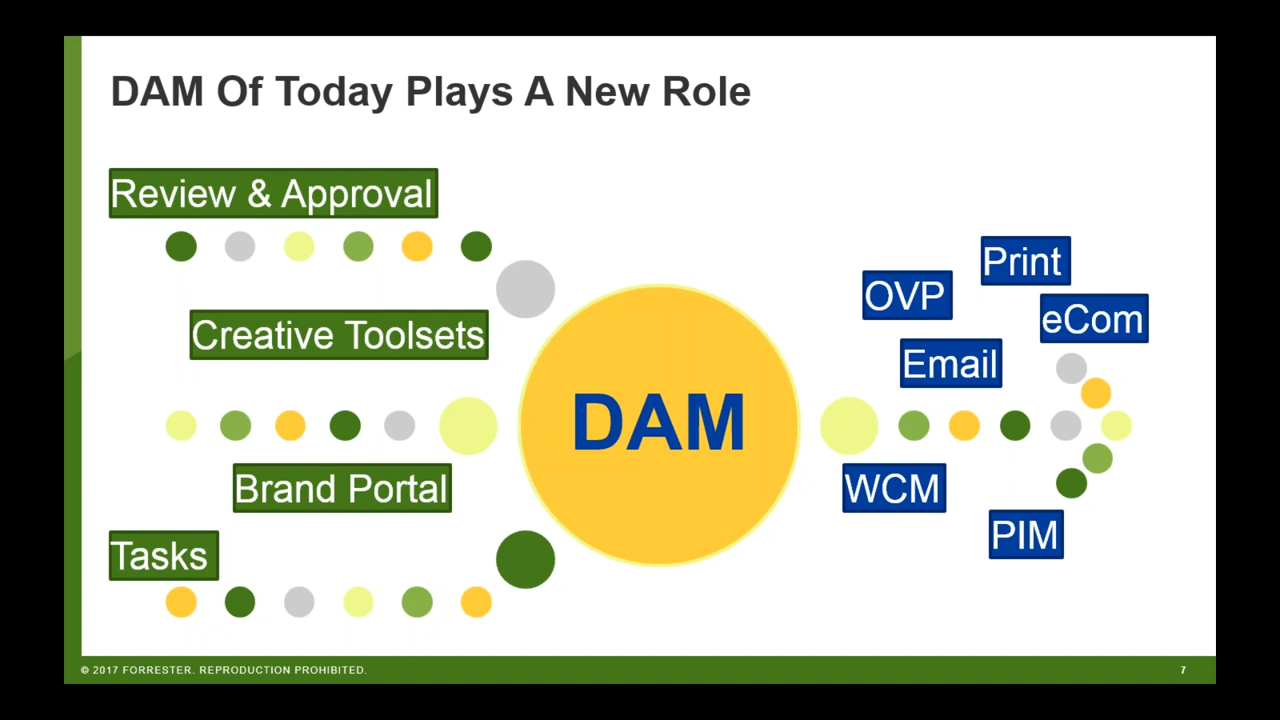 DAM Of Today Plays A New Role
Review & Approval
Creative Toolsets
Brand Portal
Tasks
DAM
Print
OVP
eCom
Email
WCM
PIM
© 2017 FORRESTER. REPRODUCTION PROHIBITED.
7